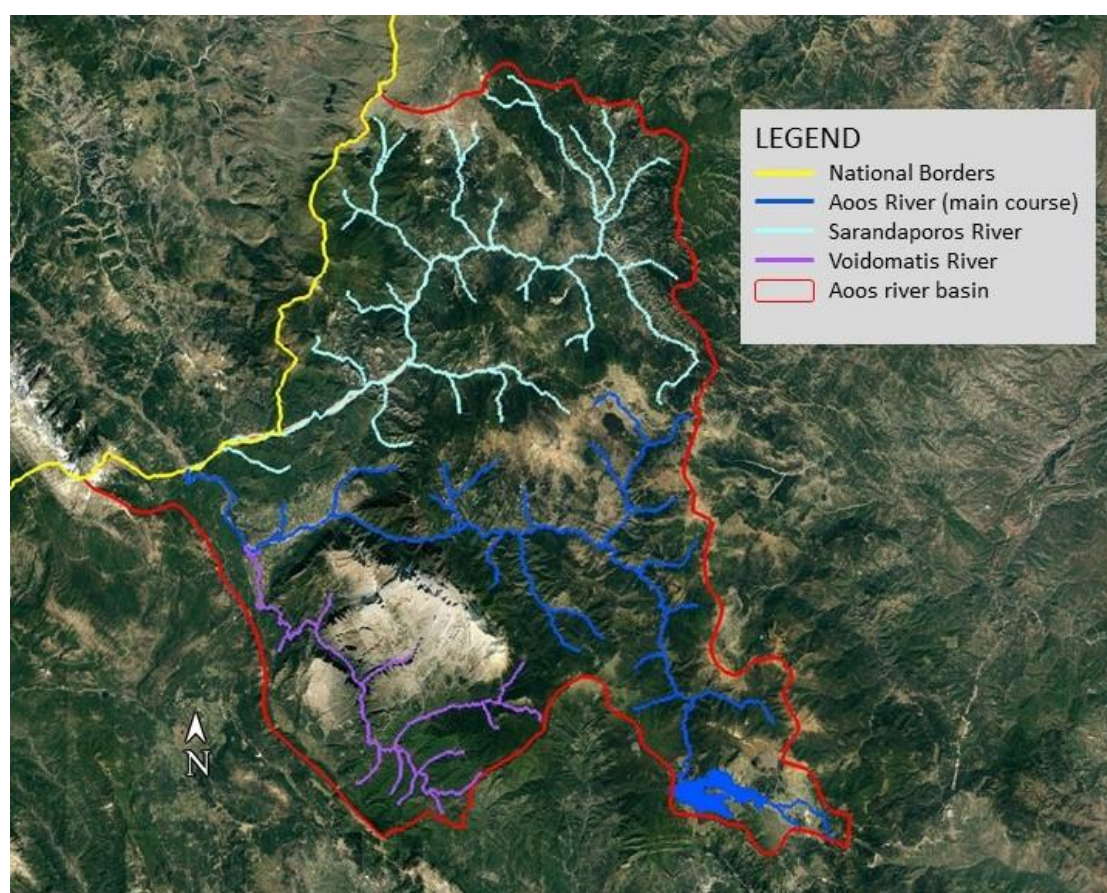 LEGEND
National Borders
Aoos River (main course)
Sarandaporos River
Voidomatis River
Aoos river basin
N